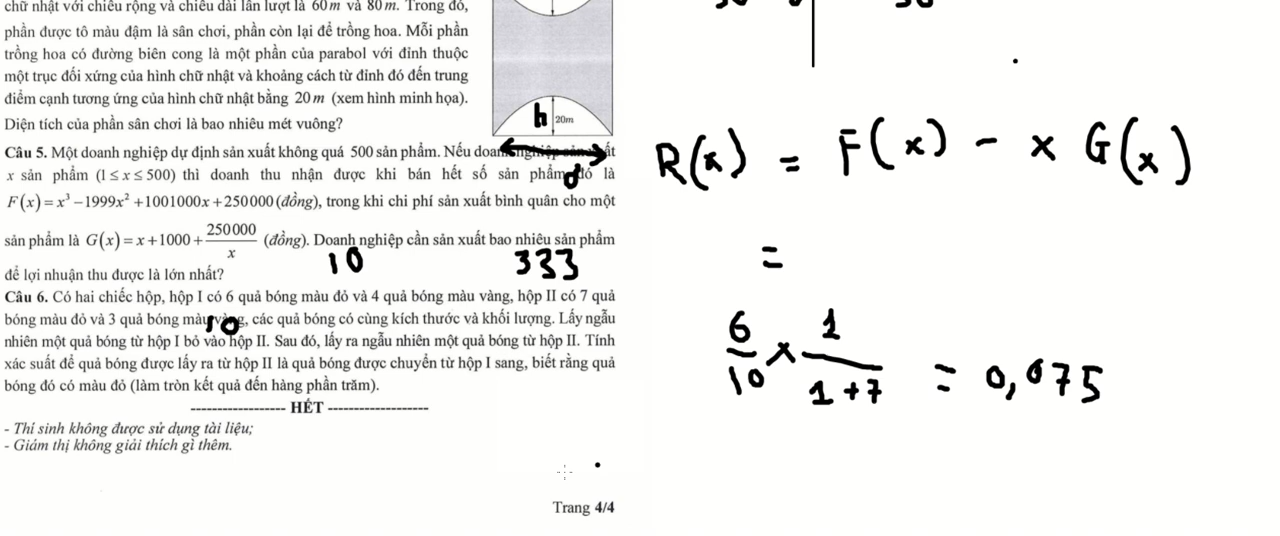 chữ nhật với chiều rộng và chiều dài lần lượt là 60m và 80m. Trong đó,
phần được tô màu đậm là sân chơi, phần còn lại để trồng hoa. Mỗi phần
trồng hoa có đường biên cong là một phần của parabol với đỉnh thuộc
một trục đối xứng của hình chữ nhật và khoảng cách từ đỉnh đó đến trung
điểm cạnh tương ứng của hình chữ nhật bằng 20m (xem hình minh họa).
Diện tích của phần sân chơi là bao nhiêu mét vuông?
h
20m
Câu 5. Một doanh nghiệp dự định sản xuất không quá 500 sản phẩm. Nếu doanh nghiệp sản xuất
x sản phẩm (1 ≤ x ≤ 500) thì doanh thu nhận được khi bán hết số sản phẩm đó là
d
F(x) = x³ − 1999x² + 1001000x + 250000 (đồng), trong khi chi phí sản xuất bình quân cho một
sản phẩm là G(x) = x + 1000 + 250000/x (đồng). Doanh nghiệp cần sản xuất bao nhiêu sản phẩm
để lợi nhuận thu được là lớn nhất?
10 333
Câu 6. Có hai chiếc hộp, hộp I có 6 quả bóng màu đỏ và 4 quả bóng màu vàng, hộp II có 7 quả
bóng màu đỏ và 3 quả bóng màu vàng, các quả bóng có cùng kích thước và khối lượng. Lấy ngẫu
10
nhiên một quả bóng từ hộp I bỏ vào hộp II. Sau đó, lấy ra ngẫu nhiên một quả bóng từ hộp II. Tính
xác suất để quả bóng được lấy ra từ hộp II là quả bóng được chuyển từ hộp I sang, biết rằng quả
bóng đó có màu đỏ (làm tròn kết quả đến hàng phần trăm).
HẾT
- Thí sinh không được sử dụng tài liệu;
- Giám thị không giải thích gì thêm.
Trang 4/4
R(x) = F(x) - x G(x)
=
6/10 × 1/(1+7) = 0,075